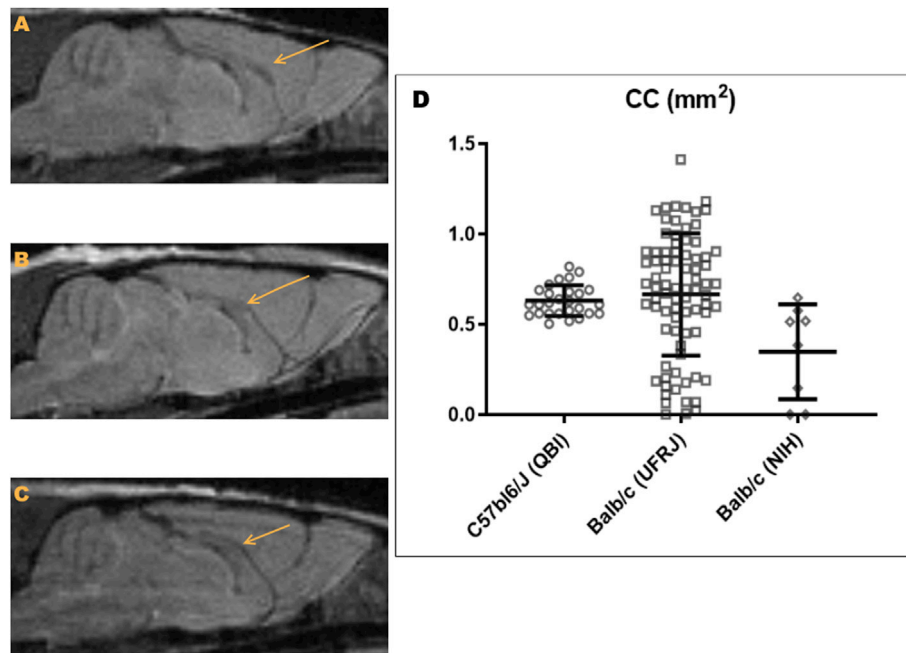 A
B
C
D
CC (mm²)
1.5
1.0
0.5
0.0
C57bl6/J (QBI)
Balb/c (UFRJ)
Balb/c (NIH)